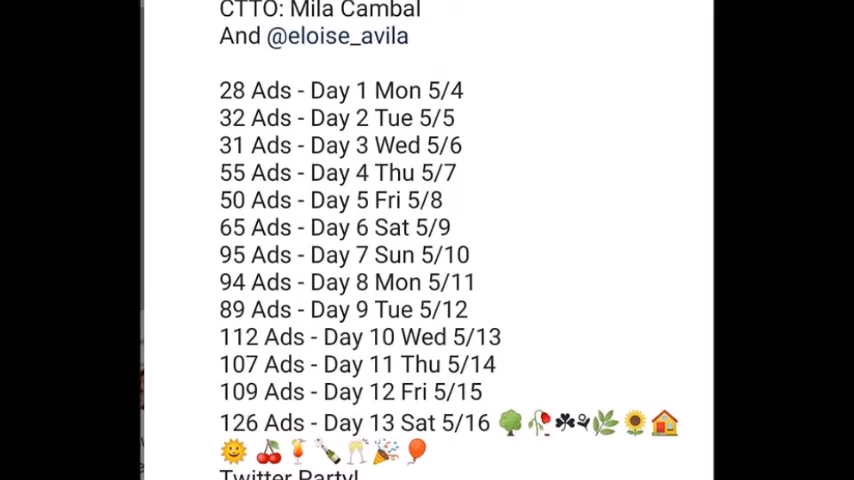 CTTO: Mila Cambal
And @eloise_avila
28 Ads - Day 1 Mon 5/4
32 Ads - Day 2 Tue 5/5
31 Ads - Day 3 Wed 5/6
55 Ads - Day 4 Thu 5/7
50 Ads - Day 5 Fri 5/8
65 Ads - Day 6 Sat 5/9
95 Ads - Day 7 Sun 5/10
94 Ads - Day 8 Mon 5/11
89 Ads - Day 9 Tue 5/12
112 Ads - Day 10 Wed 5/13
107 Ads - Day 11 Thu 5/14
109 Ads - Day 12 Fri 5/15
126 Ads - Day 13 Sat 5/16
Twitter Party!